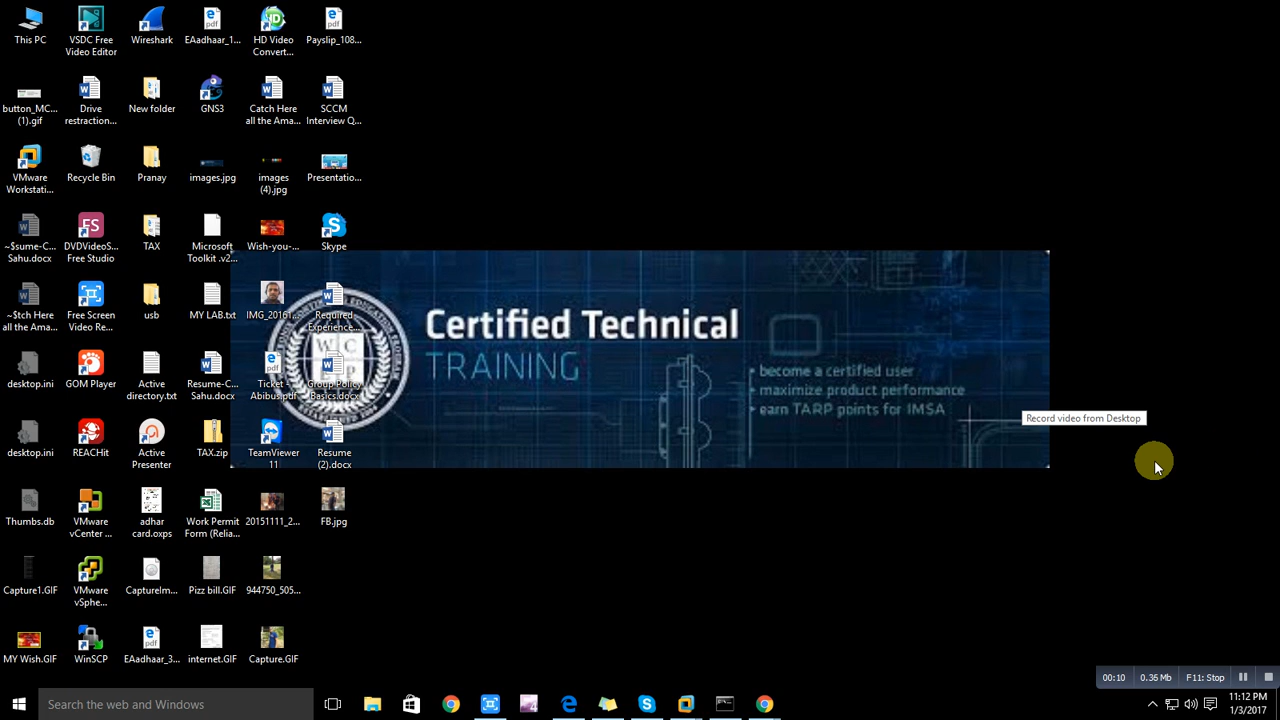 This PC
VSDC Free
Video Editor
Wireshark
EAadhaar_1...
HD Video
Convert...
Payslip_108...
button_MC...
(1).gif
Drive
restraction...
New folder
GNS3
Catch Here
all the Ama...
SCCM
Interview Q...
VMware
Workstati...
Recycle Bin
Pranay
images.jpg
images
(4).jpg
Presentatio...
~$sume-C...
Sahu.docx
DVDVideoS...
Free Studio
TAX
Microsoft
Toolkit .v2...
Wish-you-...
Skype
~$tch Here
all the Ama...
Free Screen
Video Re...
usb
MY LAB.txt
IMG_20161...
Required
Experience...
desktop.ini
GOM Player
Active
directory.txt
Resume-C...
Sahu.docx
Ticket -
Abibus.pdf
Group Policy
Basics.docx
desktop.ini
REACHit
Active
Presenter
TAX.zip
TeamViewer
11
Resume
(2).docx
Thumbs.db
VMware
vCenter ...
adhar
card.oxps
Work Permit
Form (Relia...
20151111_2...
FB.jpg
Capture1.GIF
VMware
vSphe...
CaptureIm...
Pizz bill.GIF
944750_505...
MY Wish.GIF
WinSCP
EAadhaar_3...
internet.GIF
Capture.GIF
Certified Technical
TRAINING
• become a certified user
• maximize product performance
• earn TARP points for IMSA
Record video from Desktop
00:10
0.36 Mb
F11: Stop
Search the web and Windows
11:12 PM
1/3/2017